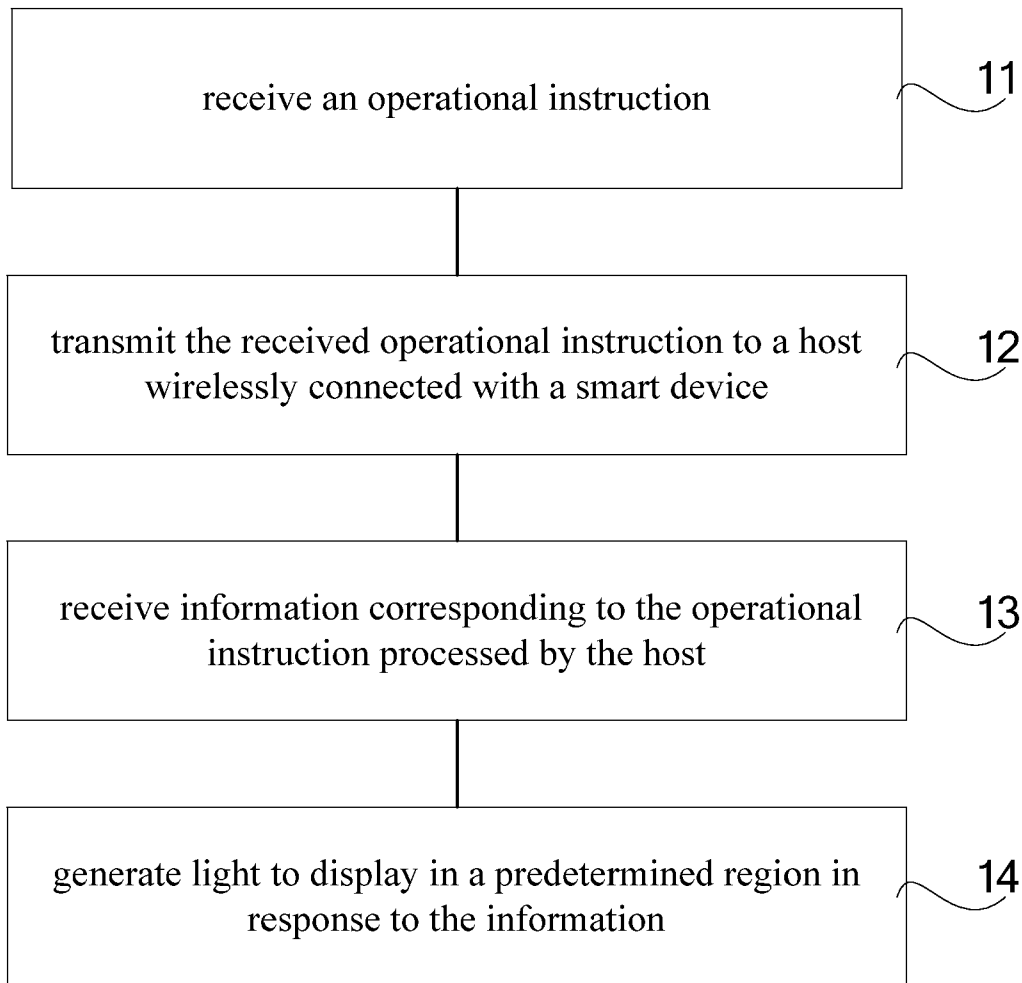 receive an operational instruction
11
transmit the received operational instruction to a host
wirelessly connected with a smart device
12
receive information corresponding to the operational
instruction processed by the host
13
generate light to display in a predetermined region in
response to the information
14